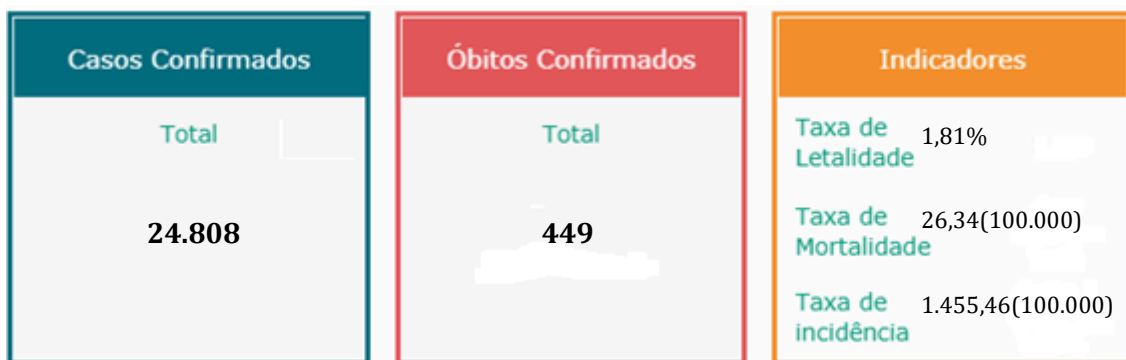 Casos Confirmados
Total
24.808
Óbitos Confirmados
Total
449
Indicadores
Taxa de
Letalidade 1,81%
Taxa de
Mortalidade 26,34(100.000)
Taxa de
incidência 1.455,46(100.000)